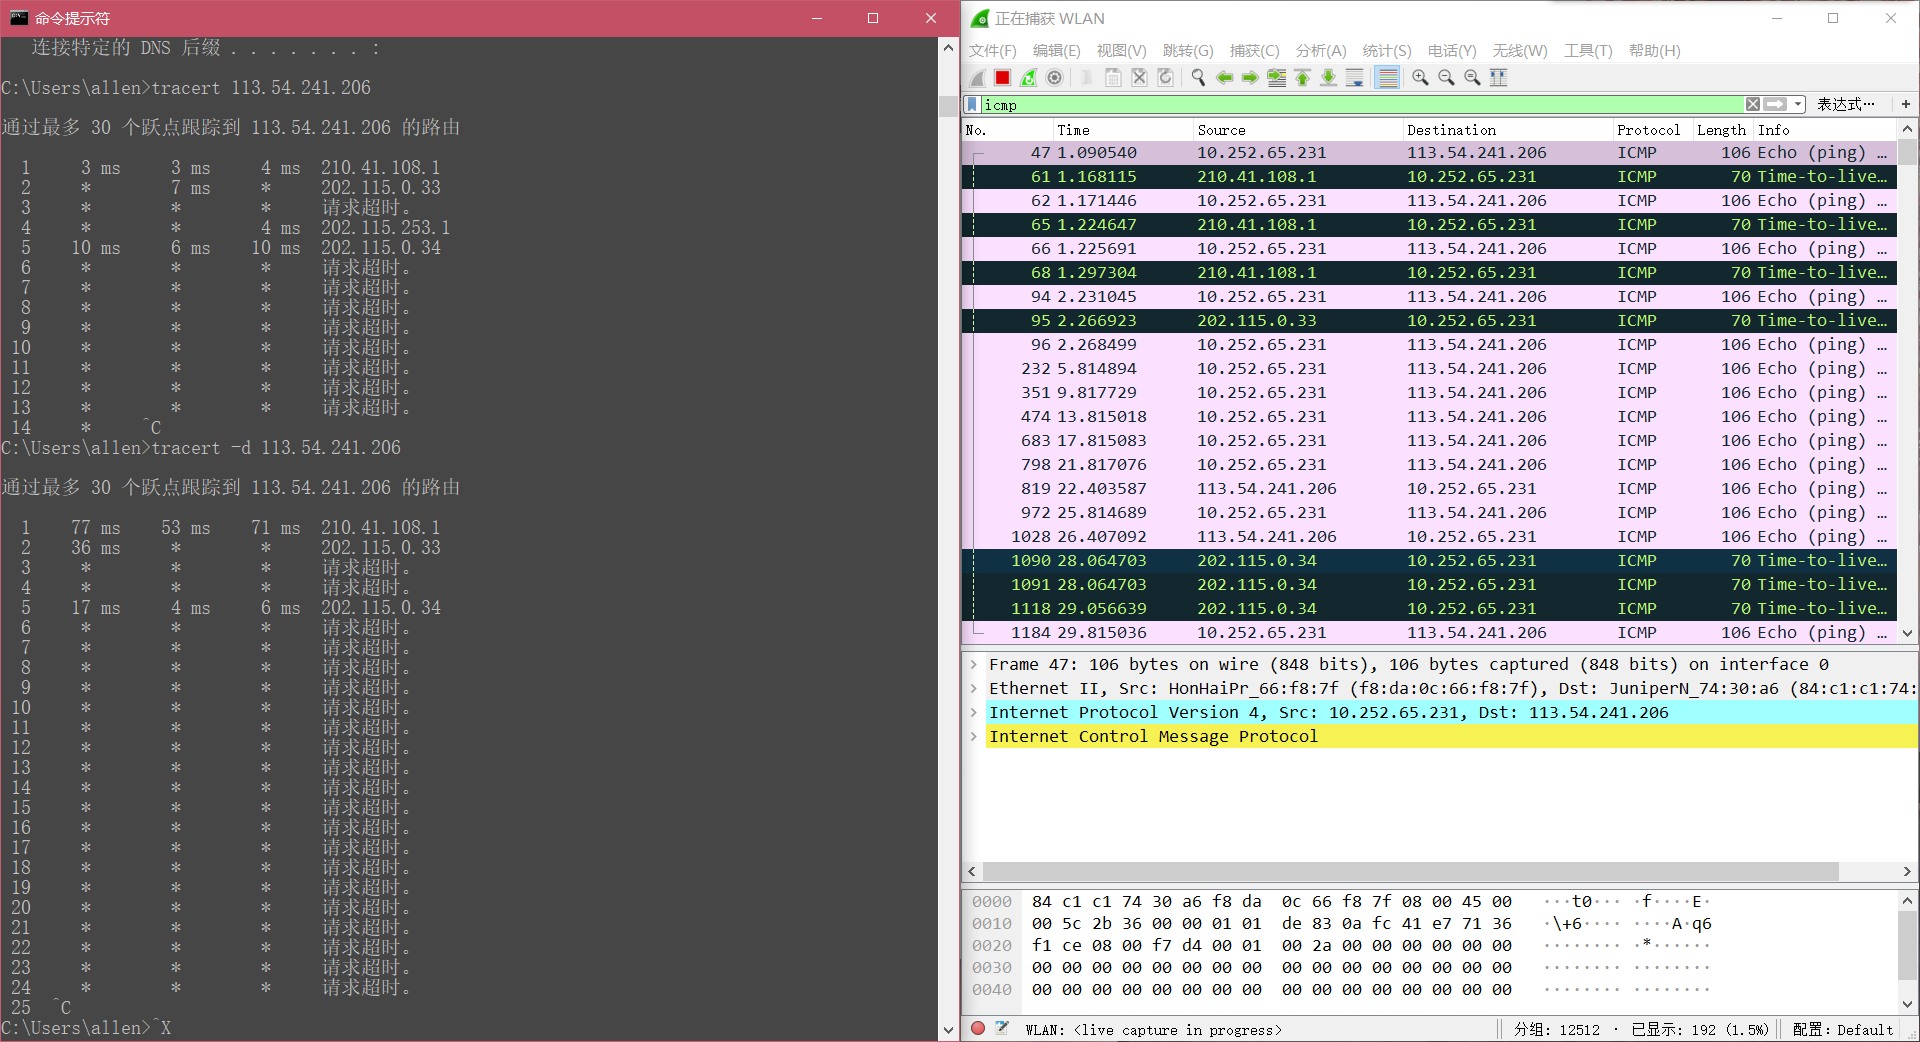 命令提示符
连接特定的 DNS 后缀 . . . . . . . . :
C:\Users\allen>tracert 113.54.241.206
通过最多 30 个跃点跟踪到 113.54.241.206 的路由
1 3 ms 3 ms 4 ms 210.41.108.1
2 * 7 ms * 202.115.0.33
3 * * * 请求超时。
4 * * 4 ms 202.115.253.1
5 10 ms 6 ms 10 ms 202.115.0.34
6 * * * 请求超时。
7 * * * 请求超时。
8 * * * 请求超时。
9 * * * 请求超时。
10 * * * 请求超时。
11 * * * 请求超时。
12 * * * 请求超时。
13 * * * 请求超时。
14 * ^C
C:\Users\allen>tracert -d 113.54.241.206
通过最多 30 个跃点跟踪到 113.54.241.206 的路由
1 77 ms 53 ms 71 ms 210.41.108.1
2 36 ms * * 202.115.0.33
3 * * * 请求超时。
4 * * * 请求超时。
5 17 ms 4 ms 6 ms 202.115.0.34
6 * * * 请求超时。
7 * * * 请求超时。
8 * * * 请求超时。
9 * * * 请求超时。
10 * * * 请求超时。
11 * * * 请求超时。
12 * * * 请求超时。
13 * * * 请求超时。
14 * * * 请求超时。
15 * * * 请求超时。
16 * * * 请求超时。
17 * * * 请求超时。
18 * * * 请求超时。
19 * * * 请求超时。
20 * * * 请求超时。
21 * * * 请求超时。
22 * * * 请求超时。
23 * * * 请求超时。
24 * * * 请求超时。
25 ^C
C:\Users\allen>^X
正在捕获 WLAN
文件(F) 编辑(E) 视图(V) 跳转(G) 捕获(C) 分析(A) 统计(S) 电话(Y) 无线(W) 工具(T) 帮助(H)
icmp 表达式… +
No. Time Source Destination Protocol Length Info
47 1.090540 10.252.65.231 113.54.241.206 ICMP 106 Echo (ping) …
61 1.168115 210.41.108.1 10.252.65.231 ICMP 70 Time-to-live…
62 1.171446 10.252.65.231 113.54.241.206 ICMP 106 Echo (ping) …
65 1.224647 210.41.108.1 10.252.65.231 ICMP 70 Time-to-live…
66 1.225691 10.252.65.231 113.54.241.206 ICMP 106 Echo (ping) …
68 1.297304 210.41.108.1 10.252.65.231 ICMP 70 Time-to-live…
94 2.231045 10.252.65.231 113.54.241.206 ICMP 106 Echo (ping) …
95 2.266923 202.115.0.33 10.252.65.231 ICMP 70 Time-to-live…
96 2.268499 10.252.65.231 113.54.241.206 ICMP 106 Echo (ping) …
232 5.814894 10.252.65.231 113.54.241.206 ICMP 106 Echo (ping) …
351 9.817729 10.252.65.231 113.54.241.206 ICMP 106 Echo (ping) …
474 13.815018 10.252.65.231 113.54.241.206 ICMP 106 Echo (ping) …
683 17.815083 10.252.65.231 113.54.241.206 ICMP 106 Echo (ping) …
798 21.817076 10.252.65.231 113.54.241.206 ICMP 106 Echo (ping) …
819 22.403587 113.54.241.206 10.252.65.231 ICMP 106 Echo (ping) …
972 25.814689 10.252.65.231 113.54.241.206 ICMP 106 Echo (ping) …
1028 26.407092 113.54.241.206 10.252.65.231 ICMP 106 Echo (ping) …
1090 28.064703 202.115.0.34 10.252.65.231 ICMP 70 Time-to-live…
1091 28.064703 202.115.0.34 10.252.65.231 ICMP 70 Time-to-live…
1118 29.056639 202.115.0.34 10.252.65.231 ICMP 70 Time-to-live…
1184 29.815036 10.252.65.231 113.54.241.206 ICMP 106 Echo (ping) …
Frame 47: 106 bytes on wire (848 bits), 106 bytes captured (848 bits) on interface 0
Ethernet II, Src: HonHaiPr_66:f8:7f (f8:da:0c:66:f8:7f), Dst: JuniperN_74:30:a6 (84:c1:c1:74:
Internet Protocol Version 4, Src: 10.252.65.231, Dst: 113.54.241.206
Internet Control Message Protocol
0000 84 c1 c1 74 30 a6 f8 da 0c 66 f8 7f 08 00 45 00 ···t0··· ·f····E·
0010 00 5c 2b 36 00 00 01 01 de 83 0a fc 41 e7 71 36 ·\+6···· ····A·q6
0020 f1 ce 08 00 f7 d4 00 01 00 2a 00 00 00 00 00 00 ········ ·*······
0030 00 00 00 00 00 00 00 00 00 00 00 00 00 00 00 00 ········ ········
0040 00 00 00 00 00 00 00 00 00 00 00 00 00 00 00 00 ········ ········
WLAN: <live capture in progress> 分组: 12512 · 已显示: 192 (1.5%) 配置: Default